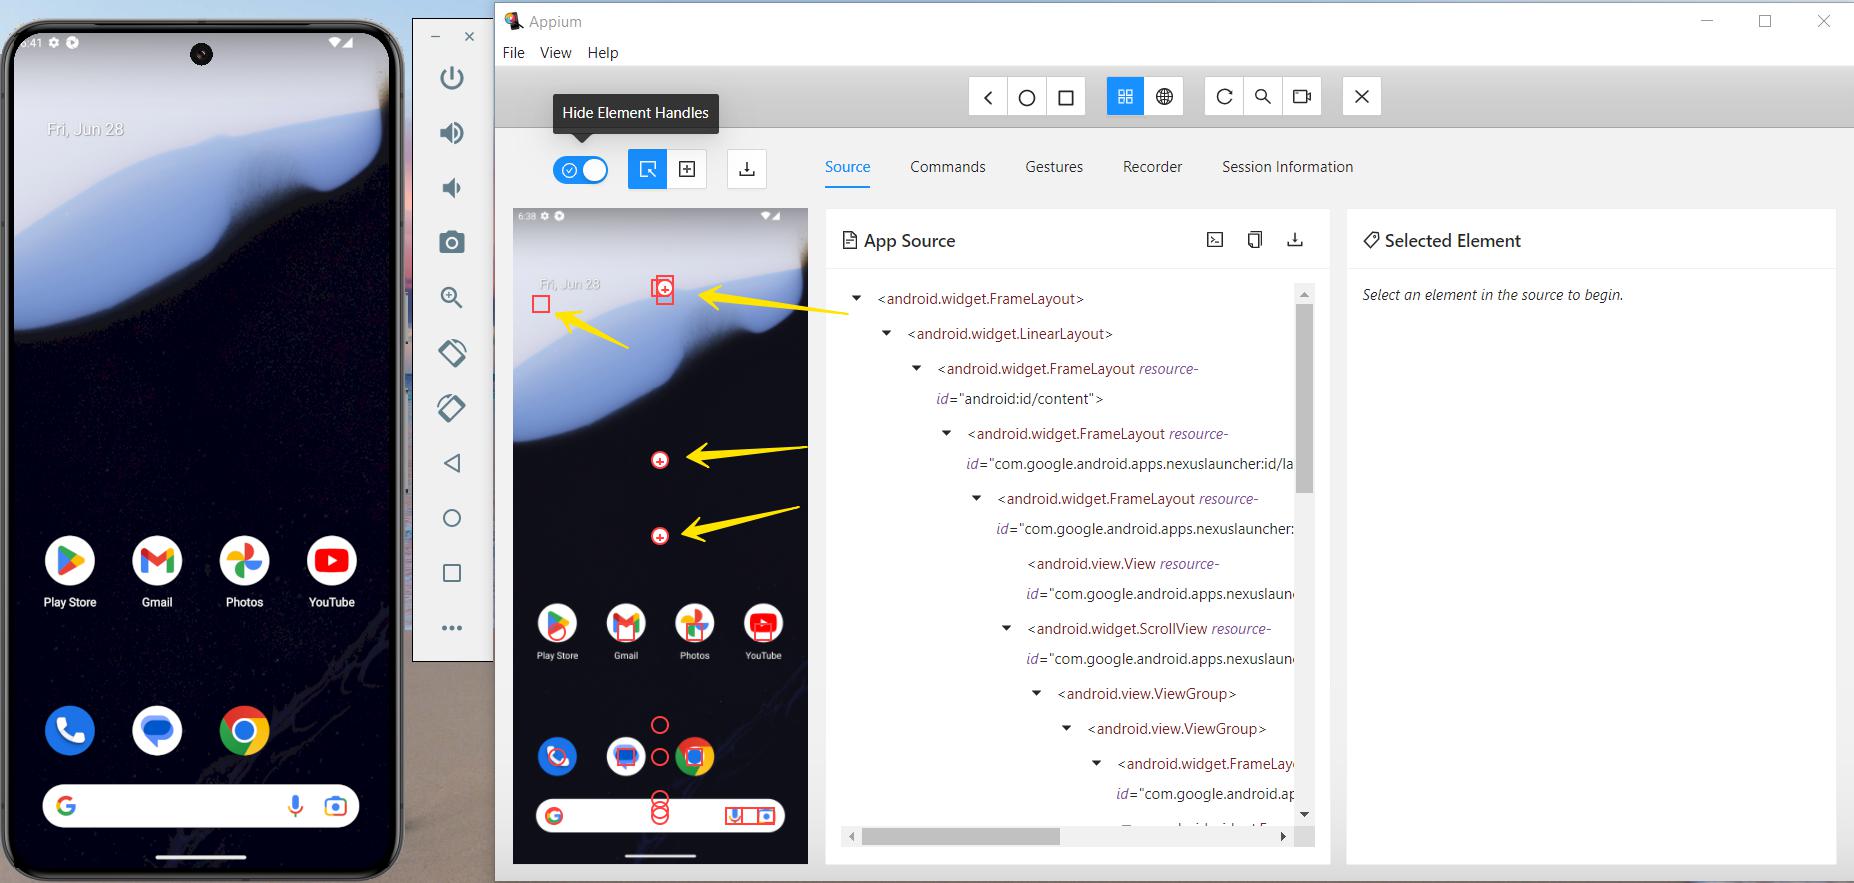 Appium
File View Help
Hide Element Handles
Fri, Jun 28
Source Commands Gestures Recorder Session Information
6:38
App Source
Selected Element
Fri, Jun 28
Select an element in the source to begin.
<android.widget.FrameLayout>
<android.widget.LinearLayout>
<android.widget.FrameLayout resource-
id="android:id/content">
<android.widget.FrameLayout resource-
id="com.google.android.apps.nexuslauncher:id/la
<android.widget.FrameLayout resource-
id="com.google.android.apps.nexuslauncher:
<android.view.View resource-
id="com.google.android.apps.nexuslaun
<android.widget.ScrollView resource-
id="com.google.android.apps.nexuslaun
<android.view.ViewGroup>
<android.view.ViewGroup>
<android.widget.FrameLay
id="com.google.android.ap
Play Store Gmail Photos YouTube
Play Store Gmail Photos YouTube